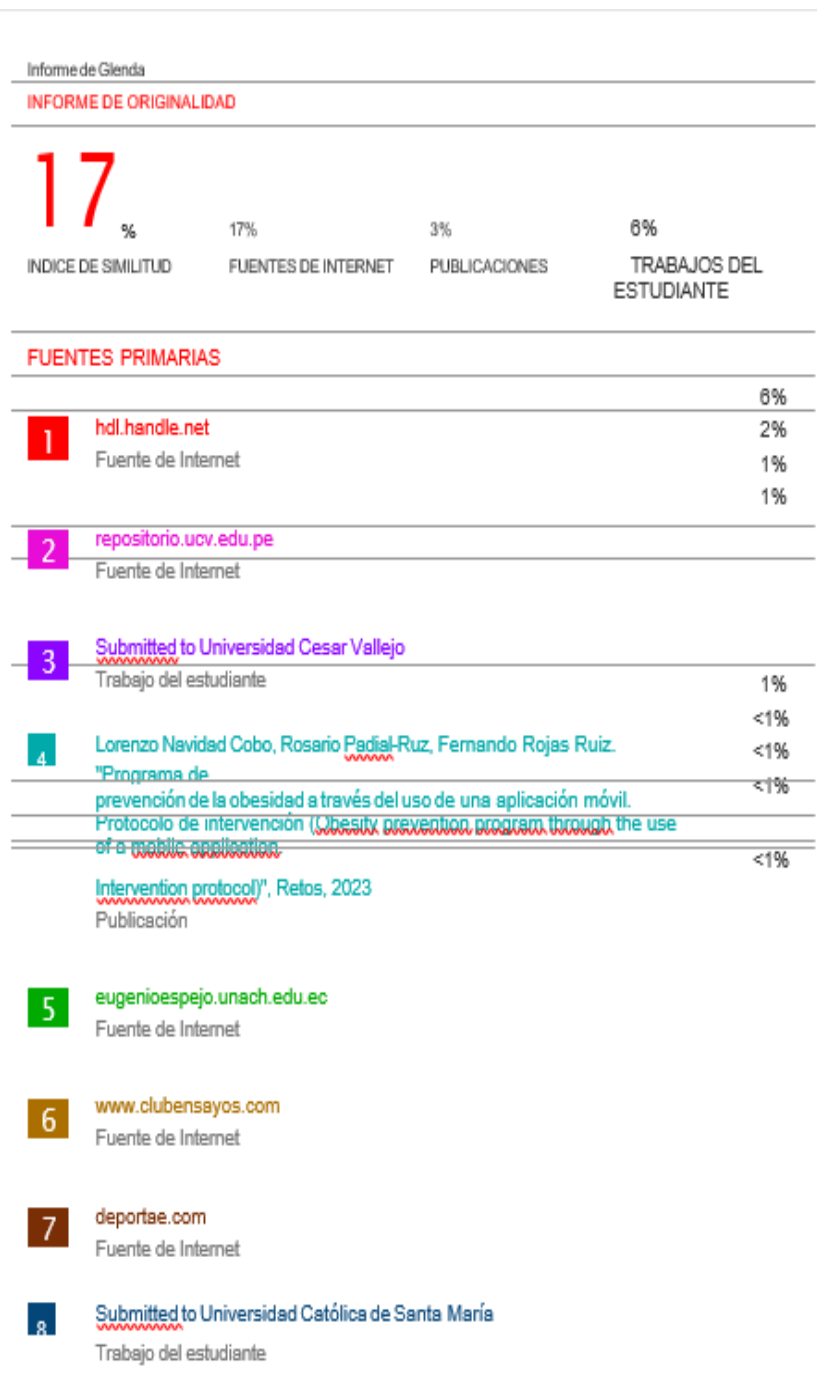 Informe de Glenda
INFORME DE ORIGINALIDAD
17 %
INDICE DE SIMILITUD
17%
FUENTES DE INTERNET
3%
PUBLICACIONES
6%
TRABAJOS DEL
ESTUDIANTE
FUENTES PRIMARIAS
6%
1 hdl.handle.net 2%
Fuente de Internet 1%
1%
2 repositorio.ucv.edu.pe
Fuente de Internet
3 Submitted to Universidad Cesar Vallejo
Trabajo del estudiante 1%
<1%
4 Lorenzo Navidad Cobo, Rosario Padial-Ruz, Fernando Rojas Ruiz. <1%
"Programa de <1%
prevención de la obesidad a través del uso de una aplicación móvil.
Protocolo de intervención (Obesity prevention program through the use
of a moblie application. <1%
Intervention protocol)", Retos, 2023
Publicación
5 eugenioespejo.unach.edu.ec
Fuente de Internet
6 www.clubensayos.com
Fuente de Internet
7 deportae.com
Fuente de Internet
8 Submitted to Universidad Católica de Santa María
Trabajo del estudiante